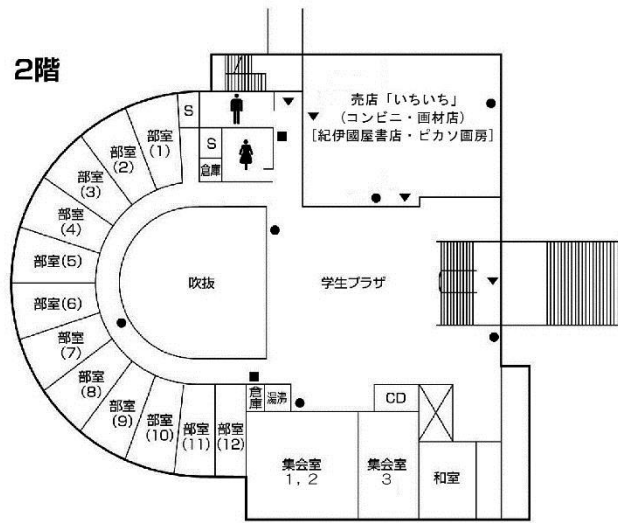 2階
売店「いちいち」
(コンビニ・画材店)
[紀伊國屋書店・ピカソ画房]
S
S
倉庫
部室
(1)
部室
(2)
部室
(3)
部室
(4)
部室(5)
部室(6)
部室
(7)
部室
(8)
部室
(9)
部室
(10)
部室
(11)
部室
(12)
吹抜
学生プラザ
倉庫
湯沸
CD
集会室
1, 2
集会室
3
和室